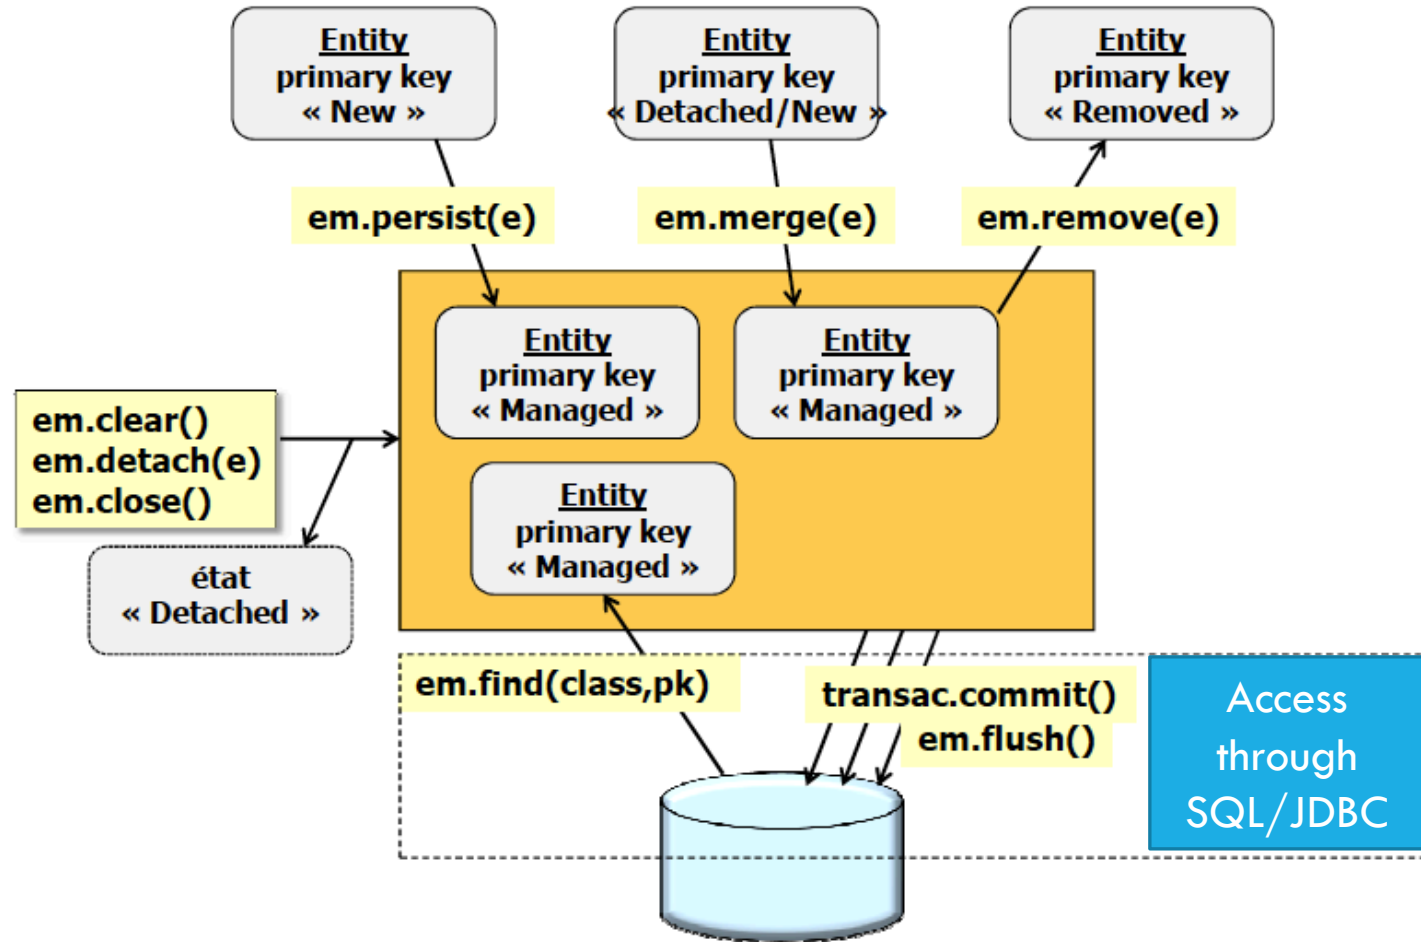 Entity
primary key
« New »
Entity
primary key
« Detached/New »
Entity
primary key
« Removed »
em.persist(e)
em.merge(e)
em.remove(e)
Entity
primary key
« Managed »
Entity
primary key
« Managed »
em.clear()
em.detach(e)
em.close()
Entity
primary key
« Managed »
état
« Detached »
em.find(class,pk)
transac.commit()
em.flush()
Access
through
SQL/JDBC